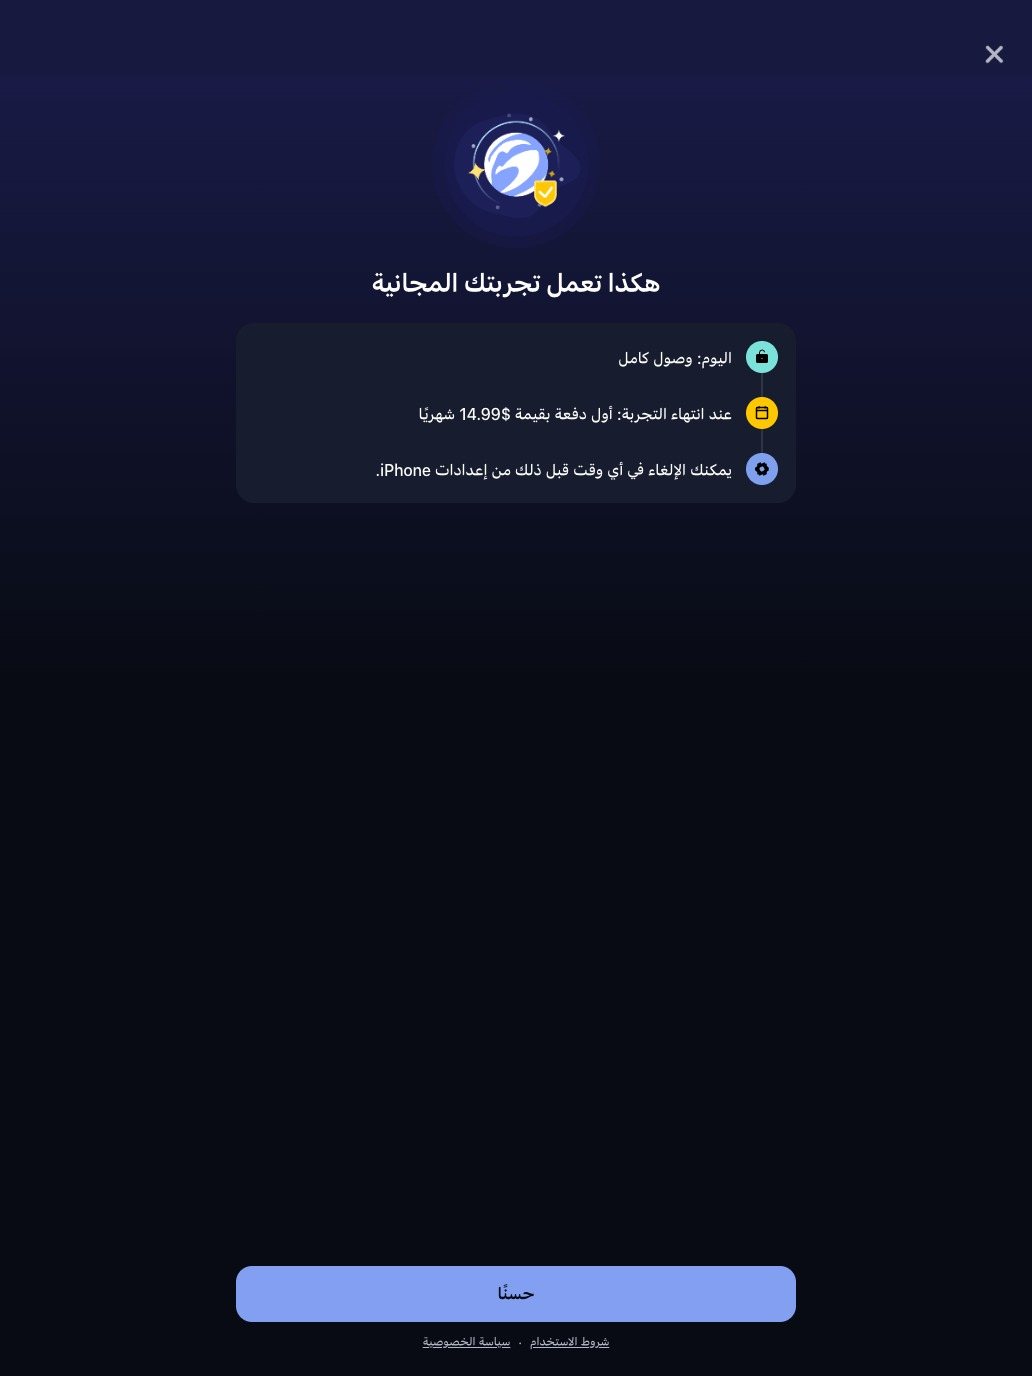 هكذا تعمل تجربتك المجانية
اليوم: وصول كامل
عند انتهاء التجربة: أول دفعة بقيمة $14.99 شهريًا
يمكنك الإلغاء في أي وقت قبل ذلك من إعدادات iPhone.
حسنًا
شروط الاستخدام · سياسة الخصوصية